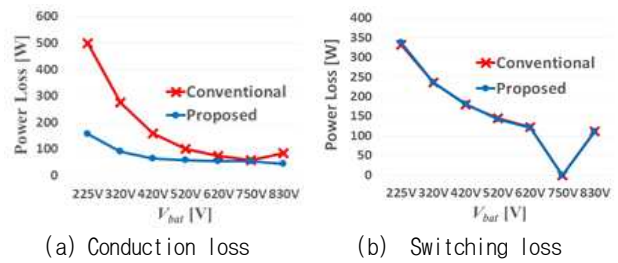 600
500
400
300
200
100
0
Power Loss [W]
Conventional
Proposed
225V 320V 420V 520V 620V 750V 830V
V_bat [V]
(a) Conduction loss
400
350
300
250
200
150
100
50
0
Power Loss [W]
Conventional
Proposed
225V 320V 420V 520V 620V 750V 830V
V_bat [V]
(b) Switching loss